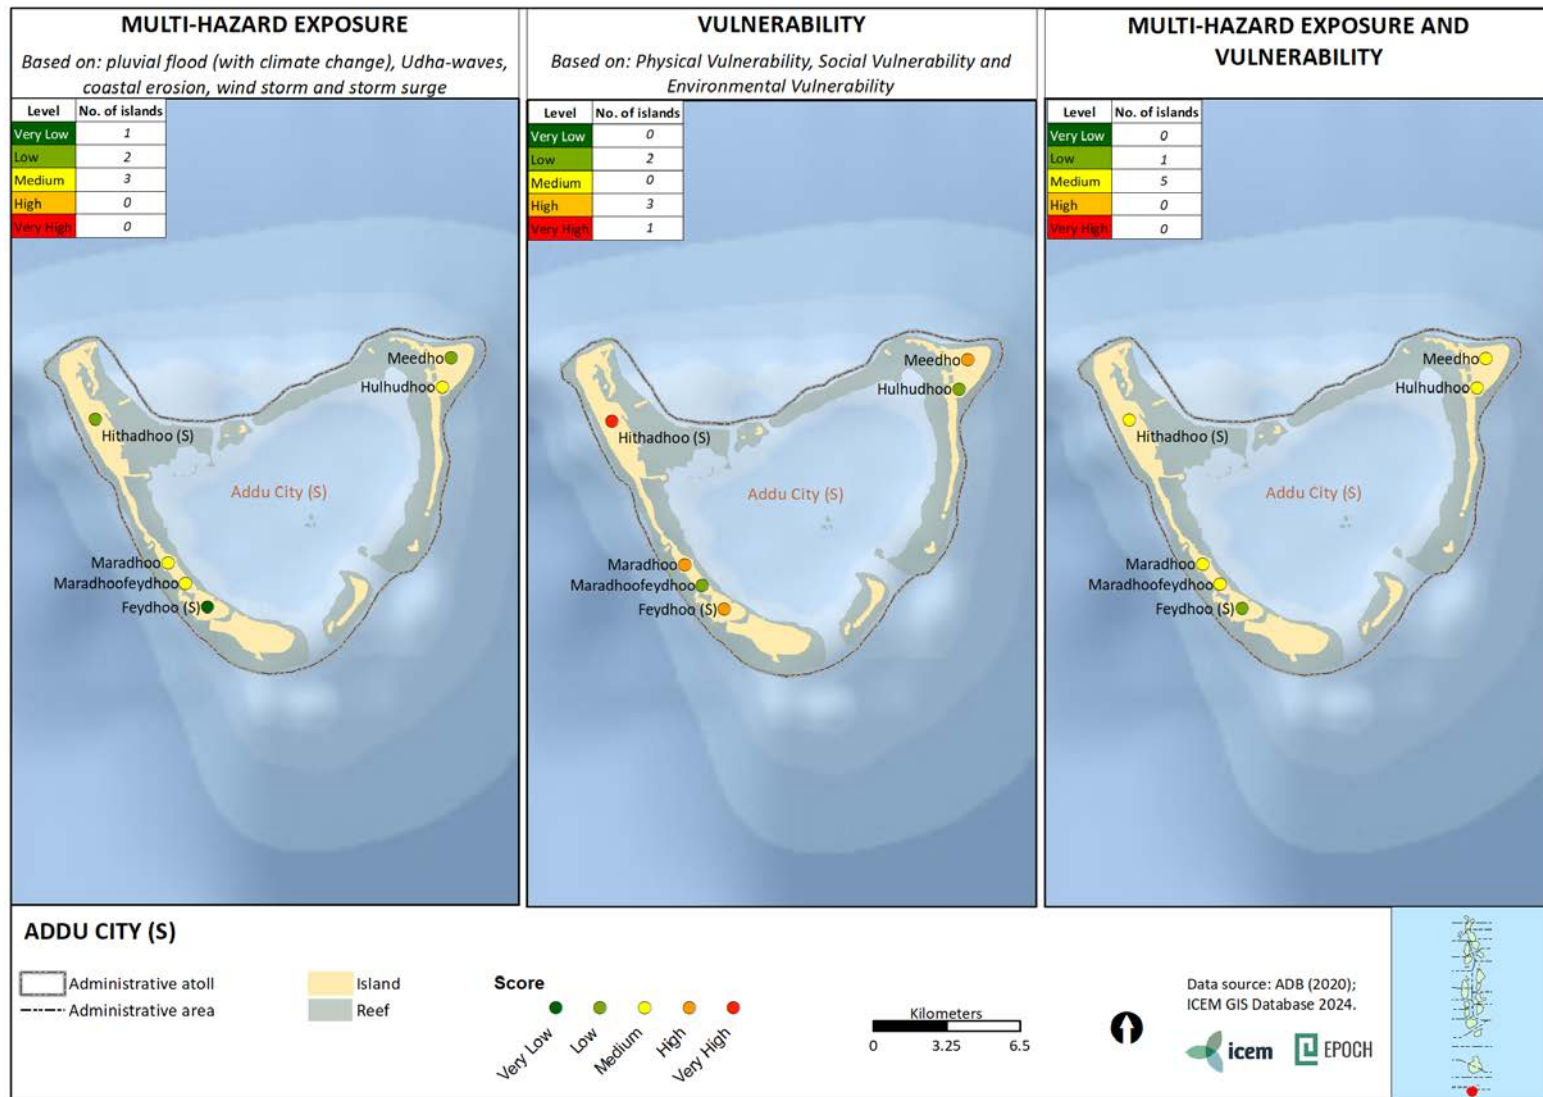 MULTI-HAZARD EXPOSURE
Based on: pluvial flood (with climate change), Udha-waves,
coastal erosion, wind storm and storm surge
Level No. of islands
Very Low 1
Low 2
Medium 3
High 0
Very High 0
Meedho
Hulhudhoo
Hithadhoo (S)
Addu City (S)
Maradhoo
Maradhoofeydhoo
Feydhoo (S)
VULNERABILITY
Based on: Physical Vulnerability, Social Vulnerability and
Environmental Vulnerability
Level No. of islands
Very Low 0
Low 2
Medium 0
High 3
Very High 1
Meedho
Hulhudhoo
Hithadhoo (S)
Addu City (S)
Maradhoo
Maradhoofeydhoo
Feydhoo (S)
MULTI-HAZARD EXPOSURE AND
VULNERABILITY
Level No. of islands
Very Low 0
Low 1
Medium 5
High 0
Very High 0
Meedho
Hulhudhoo
Hithadhoo (S)
Addu City (S)
Maradhoo
Maradhoofeydhoo
Feydhoo (S)
ADDU CITY (S)
Administrative atoll
Administrative area
Island
Reef
Score
Very Low
Low
Medium
High
Very High
Kilometers
0 3.25 6.5
Data source: ADB (2020);
ICEM GIS Database 2024.
icem
EPOCH